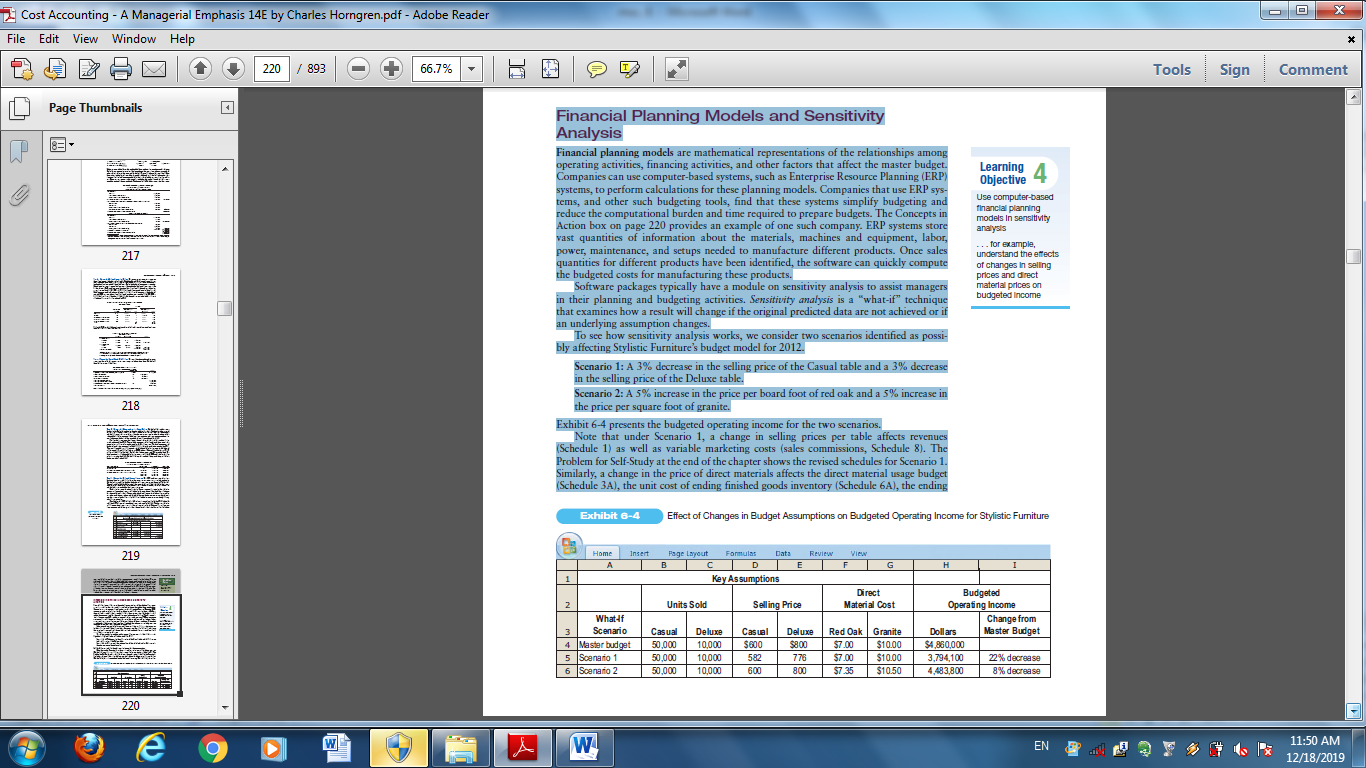 Cost Accounting - A Managerial Emphasis 14E by Charles Horngren.pdf - Adobe Reader
File Edit View Window Help
220 / 893 66.7% Tools Sign Comment
Page Thumbnails
217
218
219
220
Financial Planning Models and Sensitivity
Analysis
Financial planning models are mathematical representations of the relationships among
operating activities, financing activities, and other factors that affect the master budget.
Companies can use computer-based systems, such as Enterprise Resource Planning (ERP)
systems, to perform calculations for these planning models. Companies that use ERP sys-
tems, and other such budgeting tools, find that these systems simplify budgeting and
reduce the computational burden and time required to prepare budgets. The Concepts in
Action box on page 220 provides an example of one such company. ERP systems store
vast quantities of information about the materials, machines and equipment, labor,
power, maintenance, and setups needed to manufacture different products. Once sales
quantities for different products have been identified, the software can quickly compute
the budgeted costs for manufacturing these products.
Software packages typically have a module on sensitivity analysis to assist managers
in their planning and budgeting activities. Sensitivity analysis is a “what-if” technique
that examines how a result will change if the original predicted data are not achieved or if
an underlying assumption changes.
To see how sensitivity analysis works, we consider two scenarios identified as possi-
bly affecting Stylistic Furniture’s budget model for 2012.
Scenario 1: A 3% decrease in the selling price of the Casual table and a 3% decrease
in the selling price of the Deluxe table.
Scenario 2: A 5% increase in the price per board foot of red oak and a 5% increase in
the price per square foot of granite.
Exhibit 6-4 presents the budgeted operating income for the two scenarios.
Note that under Scenario 1, a change in selling prices per table affects revenues
(Schedule 1) as well as variable marketing costs (sales commissions, Schedule 8). The
Problem for Self-Study at the end of the chapter shows the revised schedules for Scenario 1.
Similarly, a change in the price of direct materials affects the direct material usage budget
(Schedule 3A), the unit cost of ending finished goods inventory (Schedule 6A), the ending
Learning
Objective 4
Use computer-based
financial planning
models in sensitivity
analysis
. . . for example,
understand the effects
of changes in selling
prices and direct
material prices on
budgeted income
Exhibit 6-4 Effect of Changes in Budget Assumptions on Budgeted Operating Income for Stylistic Furniture
Home Insert Page Layout Formulas Data Review View
A B C D E F G H I
1 Key Assumptions
Direct Budgeted
2 Units Sold Selling Price Material Cost Operating Income
What-If Change from
3 Scenario Casual Deluxe Casual Deluxe Red Oak Granite Dollars Master Budget
4 Master budget 50,000 10,000 $600 $800 $7.00 $10.00 $4,860,000
5 Scenario 1 50,000 10,000 582 776 $7.00 $10.00 3,794,100 22% decrease
6 Scenario 2 50,000 10,000 600 800 $7.35 $10.50 4,483,800 8% decrease
EN 11:50 AM
12/18/2019